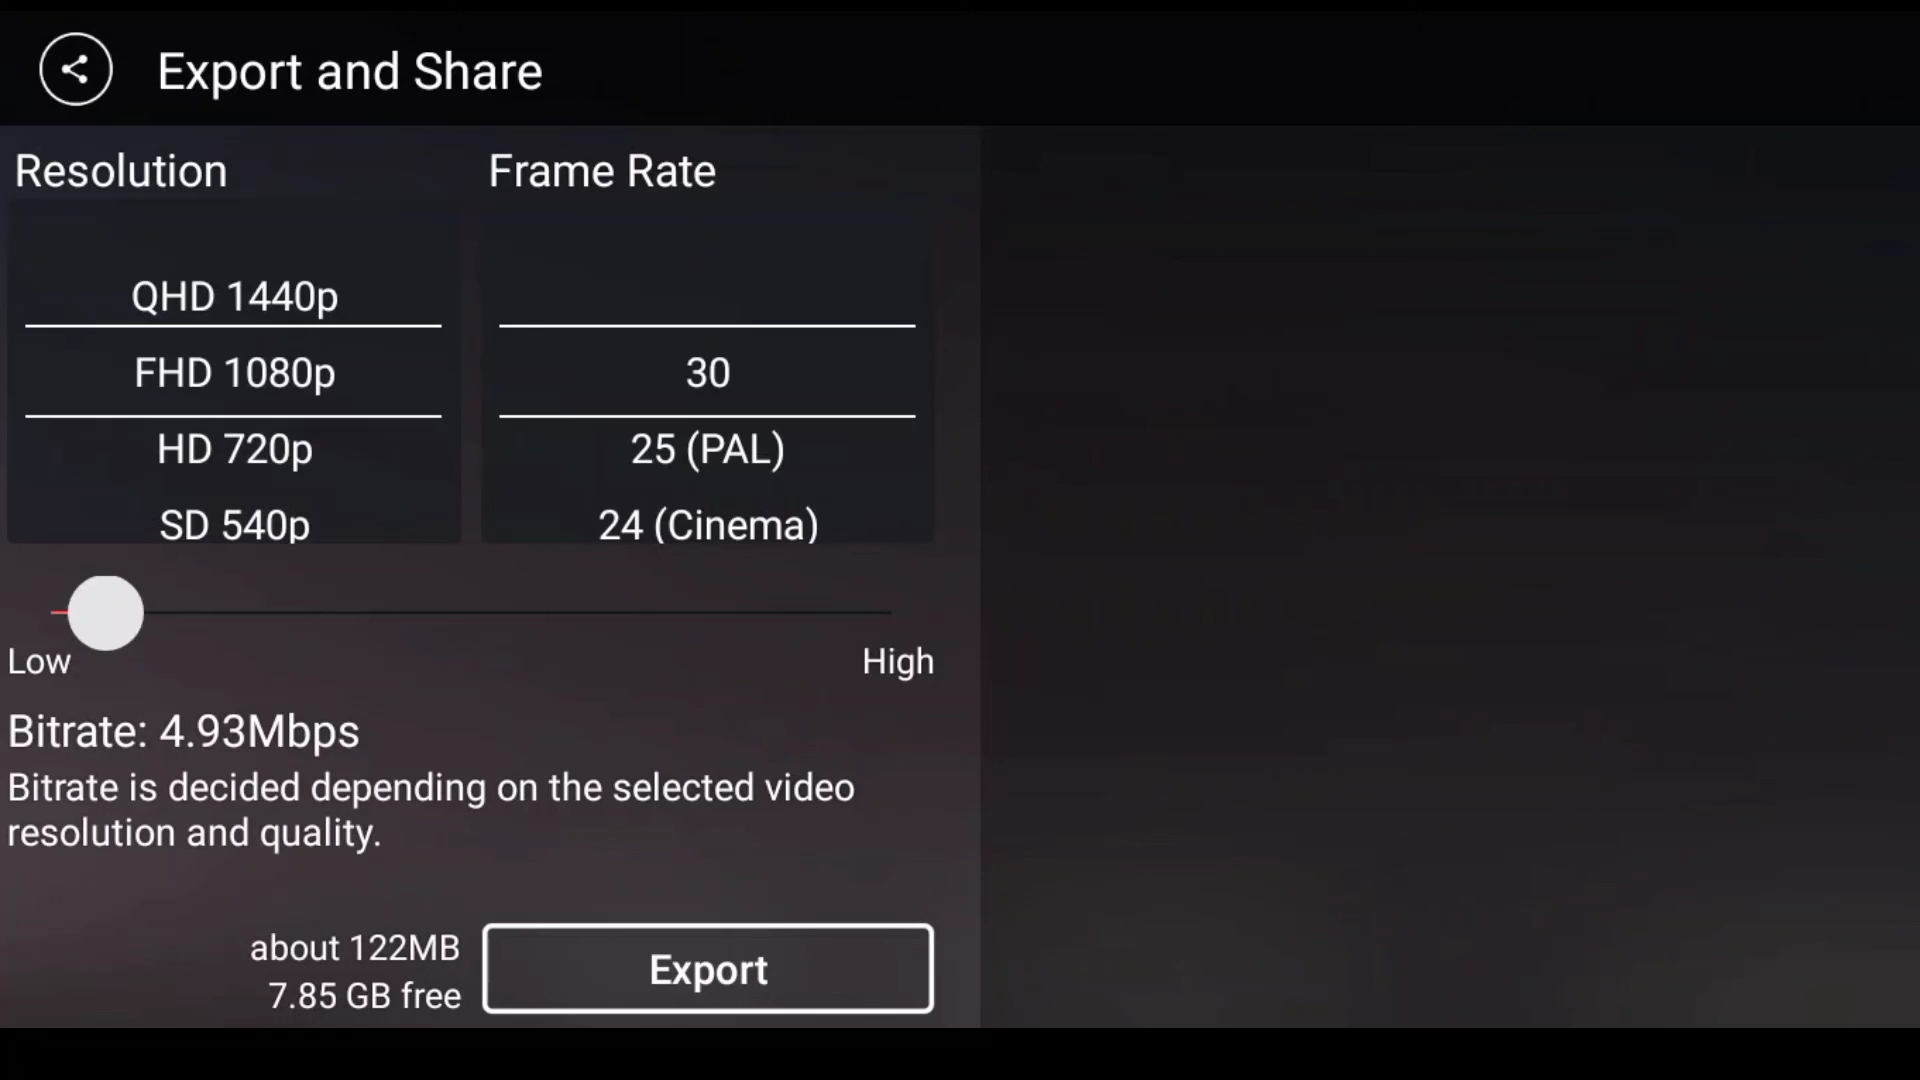 Export and Share
Resolution
Frame Rate
QHD 1440p
FHD 1080p
HD 720p
SD 540p
30
25 (PAL)
24 (Cinema)
Low
High
Bitrate: 4.93Mbps
Bitrate is decided depending on the selected video
resolution and quality.
about 122MB
7.85 GB free
Export